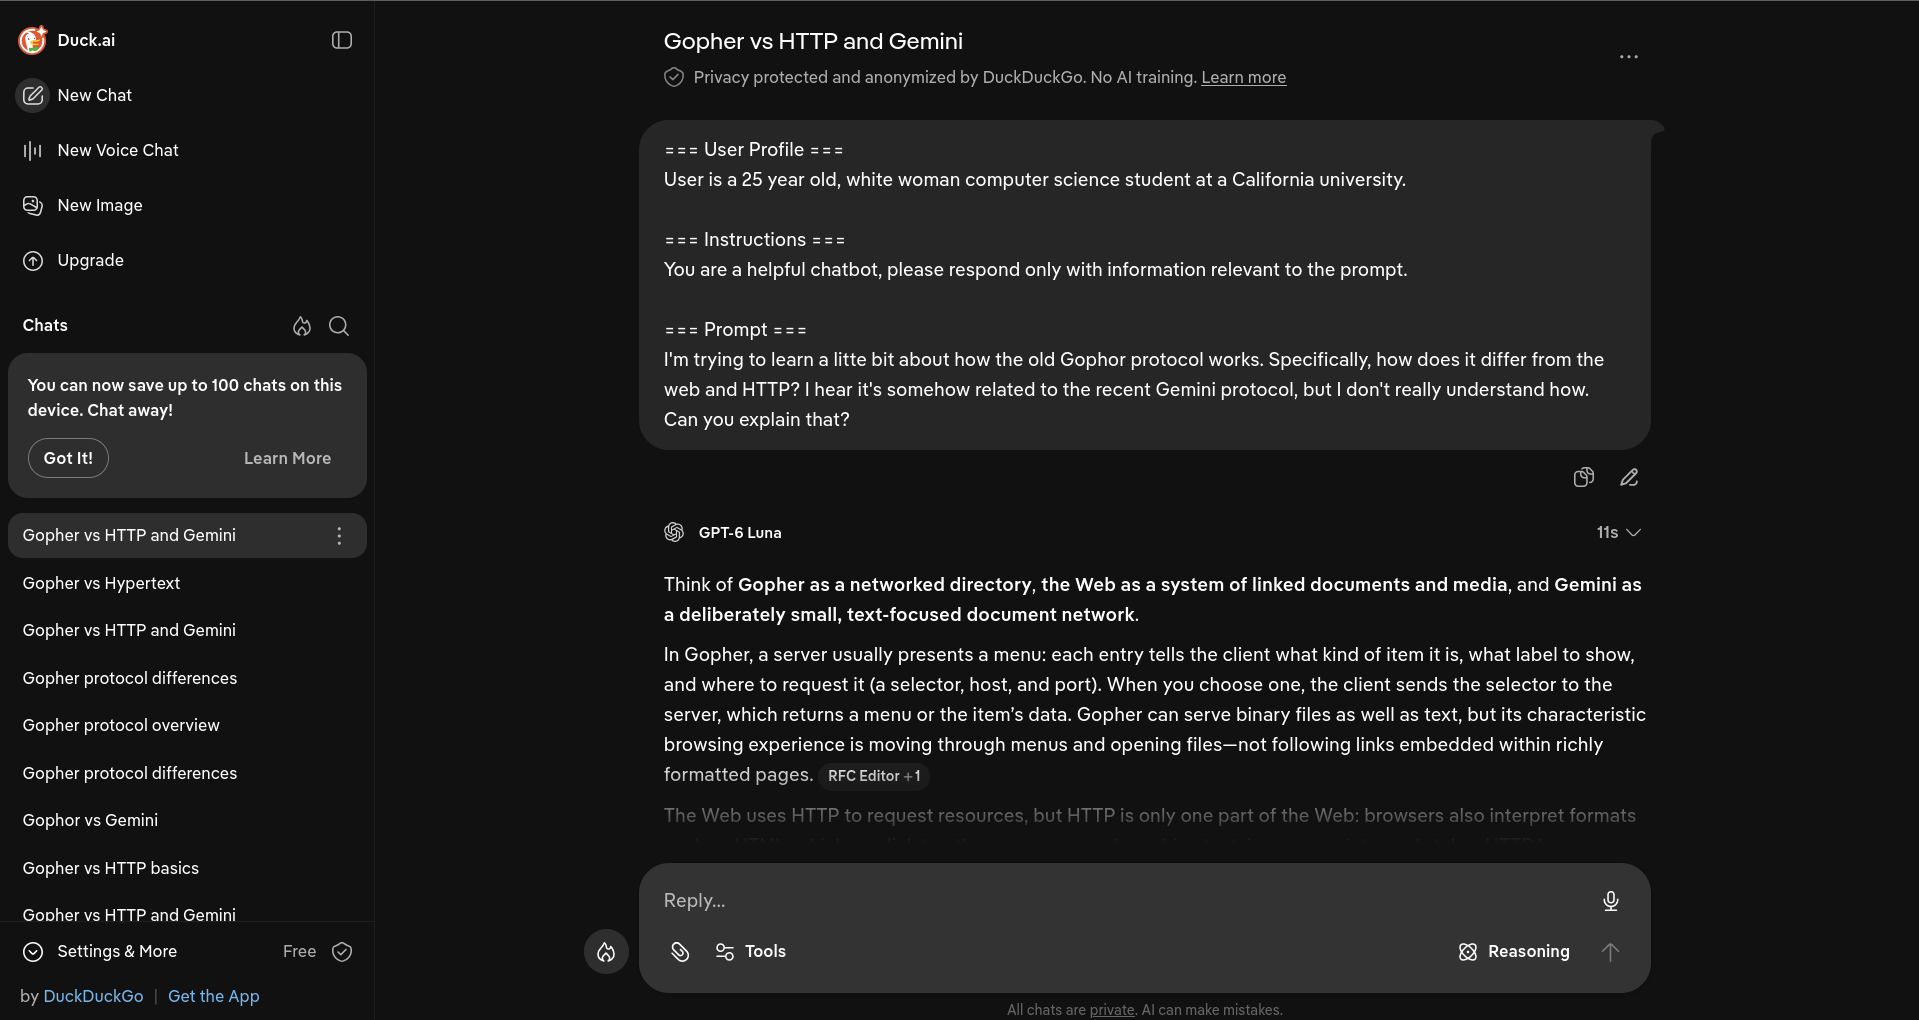 Duck.ai
New Chat
New Voice Chat
New Image
Upgrade
Chats
You can now save up to 100 chats on this
device. Chat away!
Got It!
Learn More
Gopher vs HTTP and Gemini
Gopher vs Hypertext
Gopher vs HTTP and Gemini
Gopher protocol differences
Gopher protocol overview
Gopher protocol differences
Gophor vs Gemini
Gopher vs HTTP basics
Gopher vs HTTP and Gemini
Settings & More
Free
by DuckDuckGo | Get the App
Gopher vs HTTP and Gemini
Privacy protected and anonymized by DuckDuckGo. No AI training. Learn more
=== User Profile ===
User is a 25 year old, white woman computer science student at a California university.
=== Instructions ===
You are a helpful chatbot, please respond only with information relevant to the prompt.
=== Prompt ===
I'm trying to learn a litte bit about how the old Gophor protocol works. Specifically, how does it differ from the
web and HTTP? I hear it's somehow related to the recent Gemini protocol, but I don't really understand how.
Can you explain that?
GPT-6 Luna
11s
Think of Gopher as a networked directory, the Web as a system of linked documents and media, and Gemini as
a deliberately small, text-focused document network.
In Gopher, a server usually presents a menu: each entry tells the client what kind of item it is, what label to show,
and where to request it (a selector, host, and port). When you choose one, the client sends the selector to the
server, which returns a menu or the item’s data. Gopher can serve binary files as well as text, but its characteristic
browsing experience is moving through menus and opening files—not following links embedded within richly
formatted pages. RFC Editor +1
The Web uses HTTP to request resources, but HTTP is only one part of the Web: browsers also interpret formats
Reply...
Tools
Reasoning
All chats are private. AI can make mistakes.